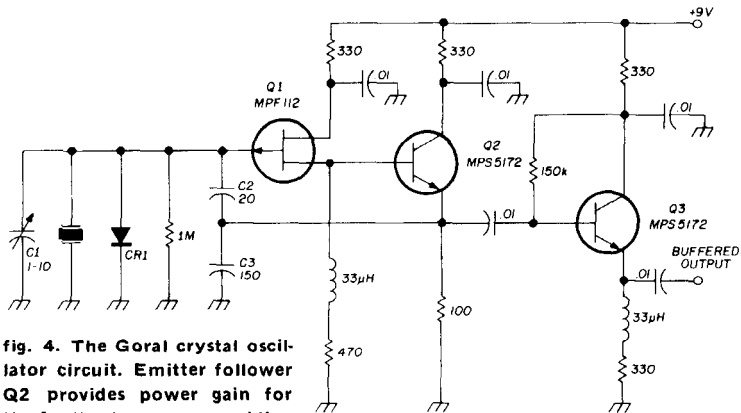 +9V
330
330
330
.01
.01
.01
Q1
MPF112
Q2
MPS5172
150k
C2
20
.01
Q3
MPS5172
C1
1-10
CR1
1M
C3
150
BUFFERED
OUTPUT
.01
33µH
100
33µH
470
330
fig. 4. The Goral crystal oscil-
lator circuit. Emitter follower
Q2 provides power gain for